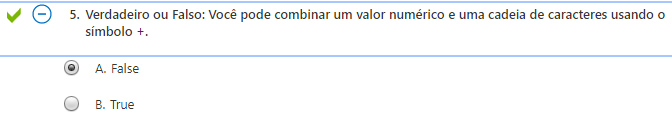 5. Verdadeiro ou Falso: Você pode combinar um valor numérico e uma cadeia de caracteres usando o
símbolo +.
A. False
B. True